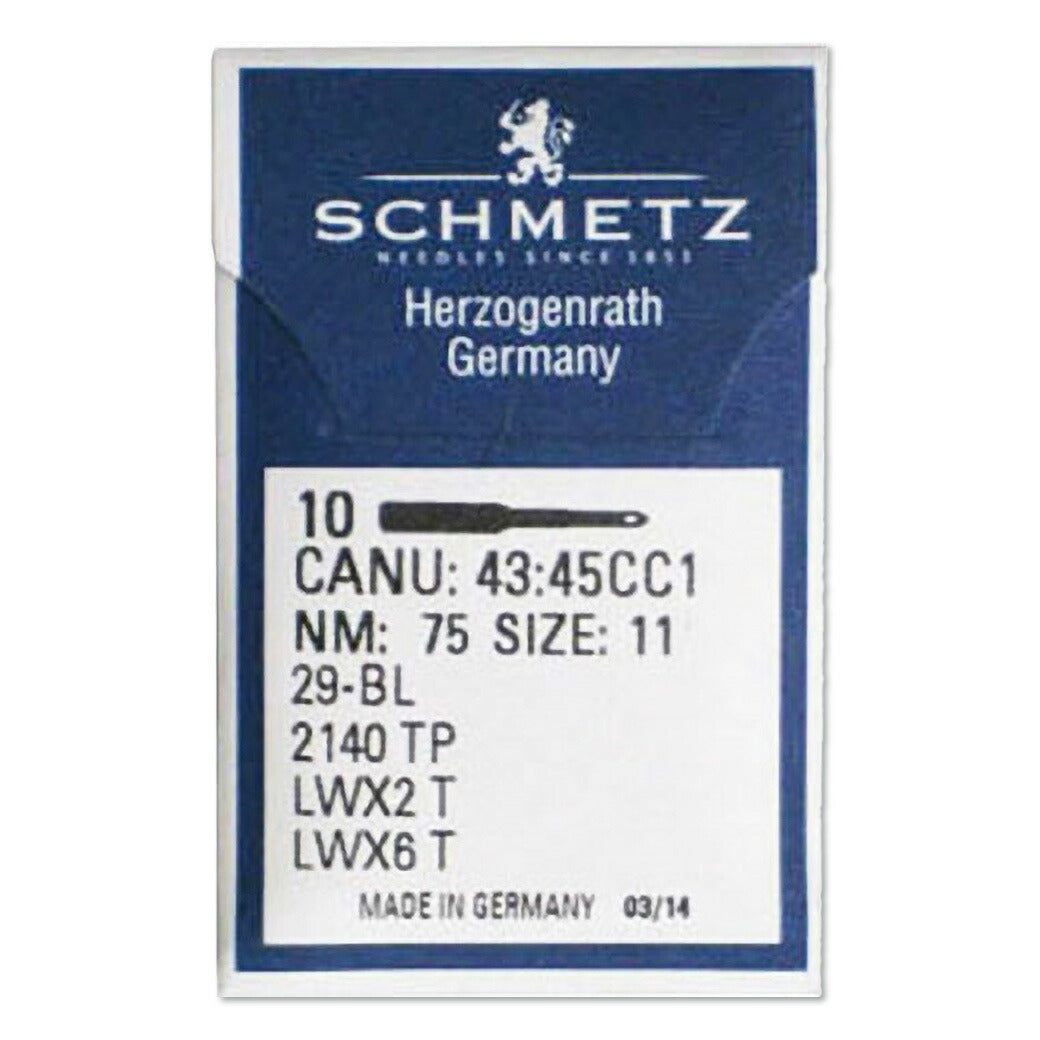 SCHMETZ
NEEDLES SINCE 1851
Herzogenrath
Germany
10
CANU: 43:45CC1
NM: 75 SIZE: 11
29-BL
2140 TP
LWX2 T
LWX6 T
MADE IN GERMANY 03/14